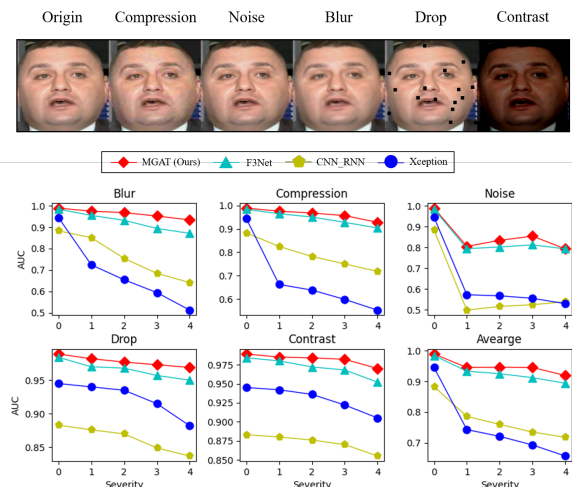 Origin Compression Noise Blur Drop Contrast
MGAT (Ours) F3Net CNN_RNN Xception
Blur Compression Noise
1.0 1.0 1.0
0.9 0.9 0.9
0.8 0.8 0.8
0.7 0.7 0.7
0.6 0.6 0.6
0.5 0.5
AUC
0 1 2 3 4 0 1 2 3 4 0 1 2 3 4
Drop Contrast Avearge
0.95 0.975 1.0
0.90 0.950 0.9
0.85 0.925 0.8
0.900 0.7
0.875
0.850
AUC
0 1 2 3 4 0 1 2 3 4 0 1 2 3 4
Severity Severity Severity